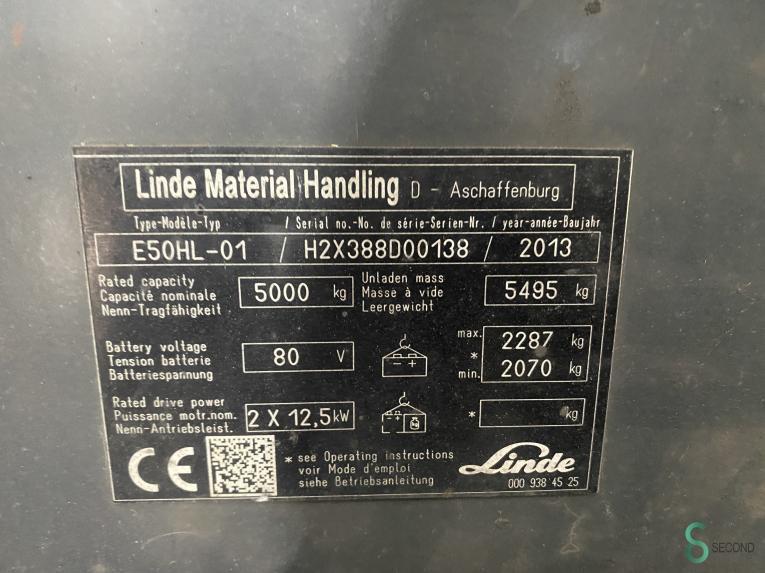 Linde Material Handling D - Aschaffenburg
Type-Modèle-Typ / Serial no.-No. de série-Serien-Nr. / year-année-Baujahr
E50HL-01 / H2X388D00138 / 2013
Rated capacity
Capacité nominale
Nenn-Tragfähigkeit
5000 kg
Unladen mass
Masse à vide
Leergewicht
5495 kg
Battery voltage
Tension batterie
Batteriespannung
80 V
- +
max. 2287 kg
*
min. 2070 kg
Rated drive power
Puissance motr.nom.
Nenn-Antriebsleist.
2 X 12,5 kW
- +
* kg
CE
* see Operating instructions
voir Mode d'emploi
siehe Betriebsanleitung
Linde
000 938 45 25
SECOND